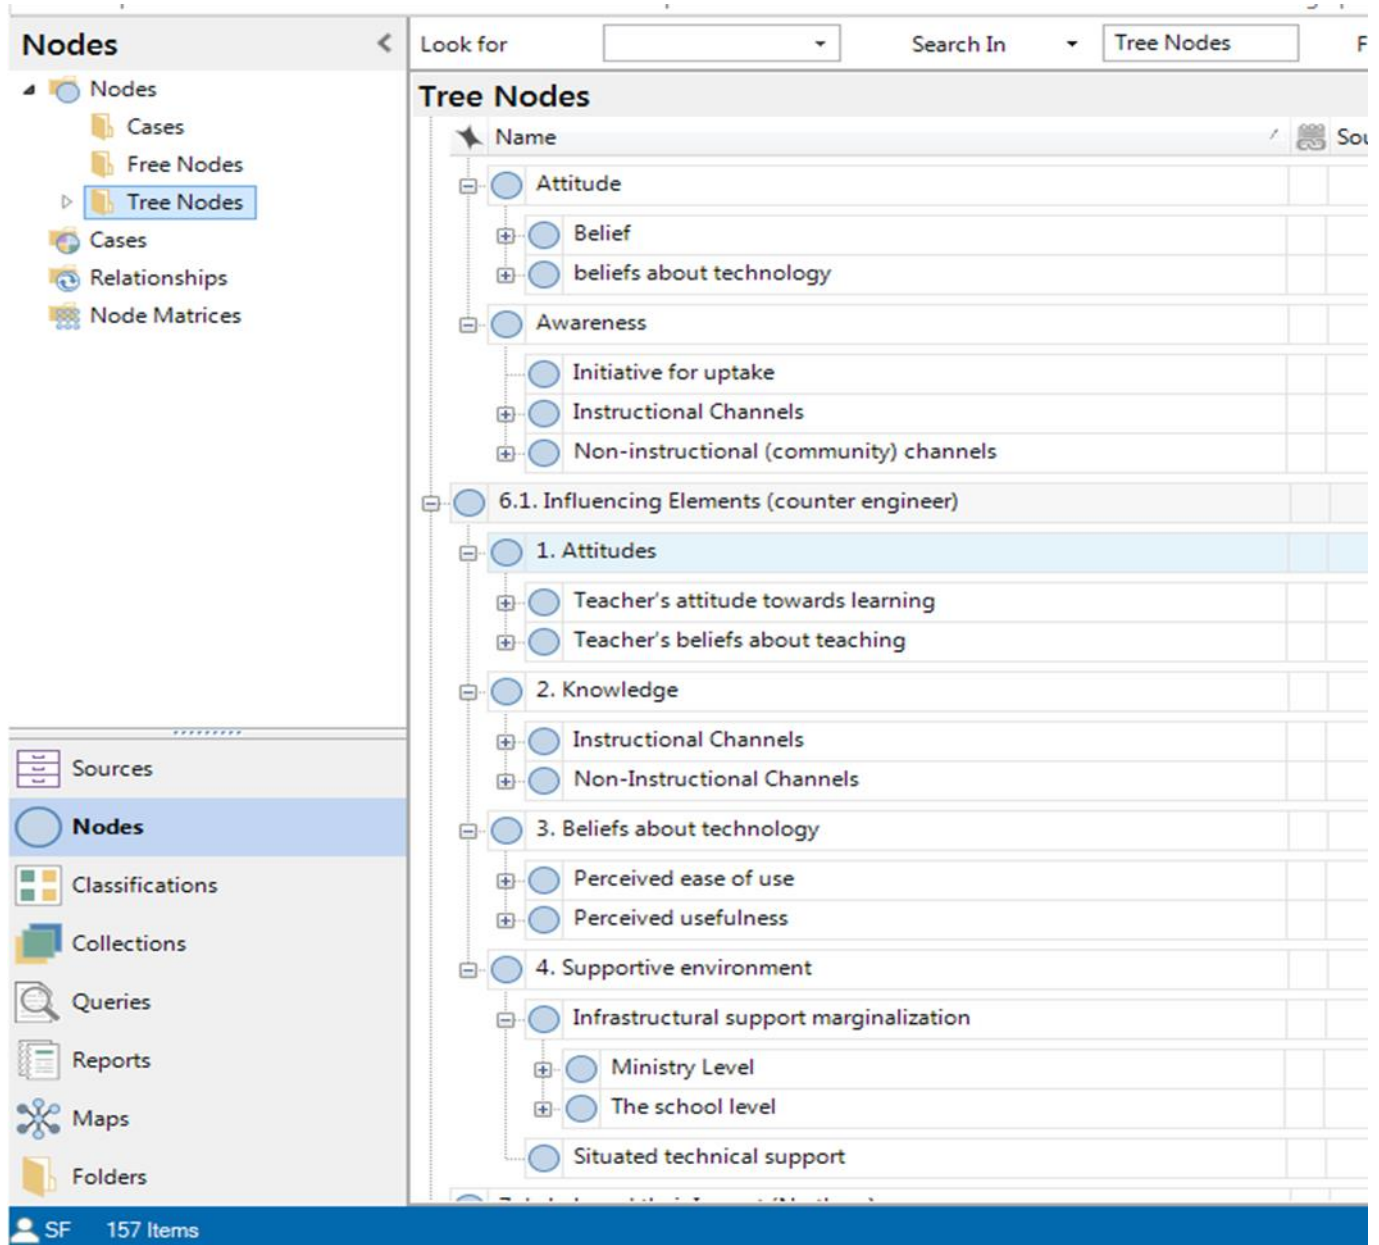 Nodes
Nodes
Cases
Free Nodes
Tree Nodes
Cases
Relationships
Node Matrices
Sources
Nodes
Classifications
Collections
Queries
Reports
Maps
Folders
Look for
Search In
Tree Nodes
F
Tree Nodes
Name
Sou
Attitude
Belief
beliefs about technology
Awareness
Initiative for uptake
Instructional Channels
Non-instructional (community) channels
6.1. Influencing Elements (counter engineer)
1. Attitudes
Teacher's attitude towards learning
Teacher's beliefs about teaching
2. Knowledge
Instructional Channels
Non-Instructional Channels
3. Beliefs about technology
Perceived ease of use
Perceived usefulness
4. Supportive environment
Infrastructural support marginalization
Ministry Level
The school level
Situated technical support
SF 157 Items